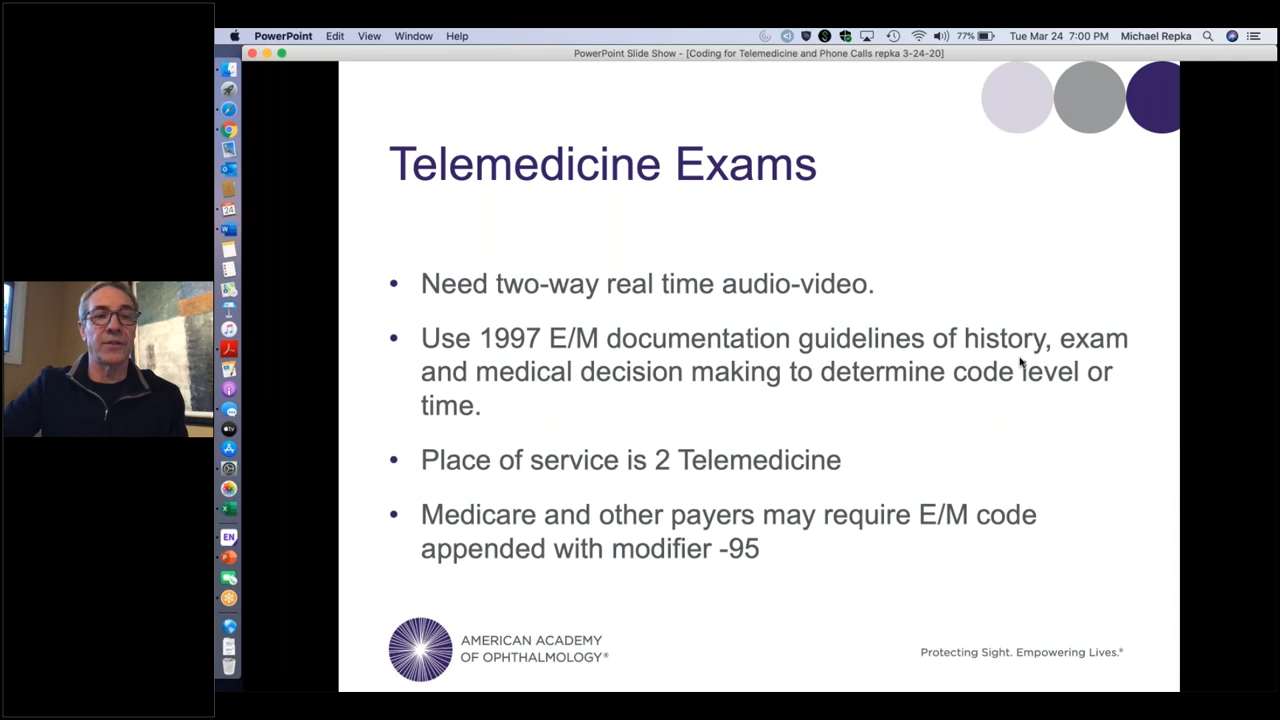 PowerPoint Edit View Window Help 77% Tue Mar 24 7:00 PM Michael Repka
PowerPoint Slide Show - [Coding for Telemedicine and Phone Calls repka 3-24-20]
Telemedicine Exams
• Need two-way real time audio-video.
• Use 1997 E/M documentation guidelines of history, exam
and medical decision making to determine code level or
time.
• Place of service is 2 Telemedicine
• Medicare and other payers may require E/M code
appended with modifier -95
AMERICAN ACADEMY
OF OPHTHALMOLOGY®
Protecting Sight. Empowering Lives.®
24
tv
EN